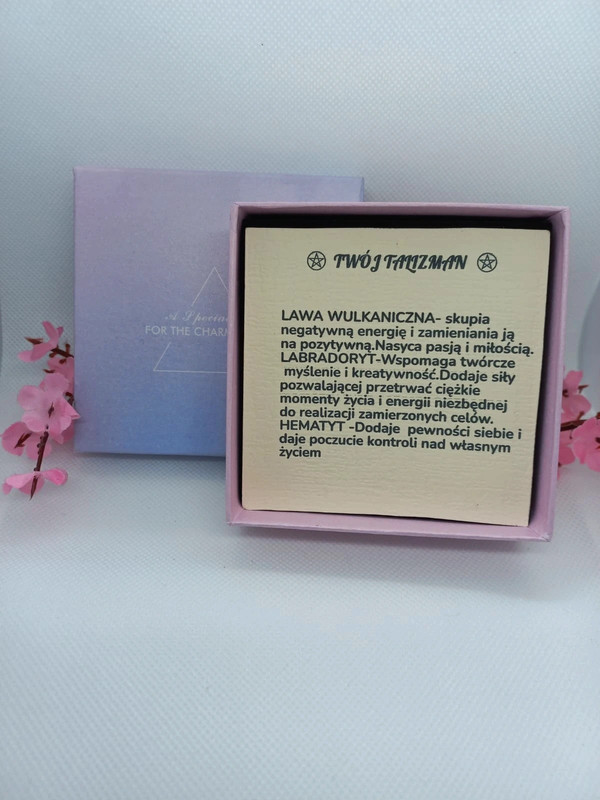 A Special
FOR THE CHARM
TWÓJ TALIZMAN
LAWA WULKANICZNA- skupia
negatywną energię i zamieniania ją
na pozytywną.Nasyca pasją i miłością.
LABRADORYT-Wspomaga twórcze
myślenie i kreatywność.Dodaje siły
pozwalającej przetrwać ciężkie
momenty życia i energii niezbędnej
do realizacji zamierzonych celów.
HEMATYT -Dodaje pewności siebie i
daje poczucie kontroli nad własnym
życiem